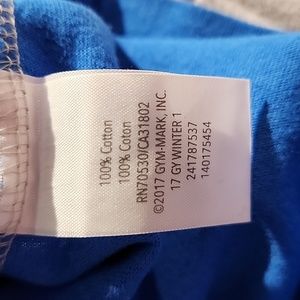 100% Cotton
100% Coton
RN70530/CA31802
©2017 GYM-MARK, INC.
17 GY WINTER 1
241787537
140175454